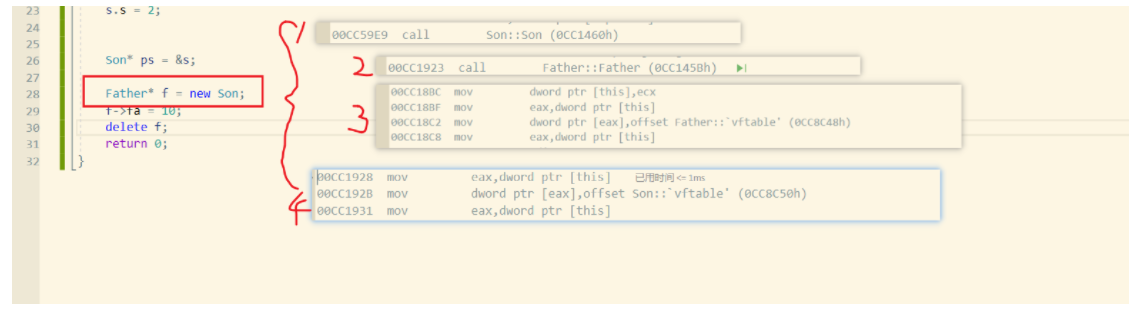 23 s.s = 2;
24
25
26 Son* ps = &s;
27
28 Father* f = new Son;
29 f->fa = 10;
30 delete f;
31 return 0;
32 }
1
00CC59E9 call Son::Son (0CC1460h)
2
00CC1923 call Father::Father (0CC145Bh)
3
00CC18BC mov dword ptr [this],ecx
00CC18BF mov eax,dword ptr [this]
00CC18C2 mov dword ptr [eax],offset Father::`vftable' (0CC8C48h)
00CC18C8 mov eax,dword ptr [this]
4
00CC1928 mov eax,dword ptr [this] 已用时间 <= 1ms
00CC192B mov dword ptr [eax],offset Son::`vftable' (0CC8C50h)
00CC1931 mov eax,dword ptr [this]